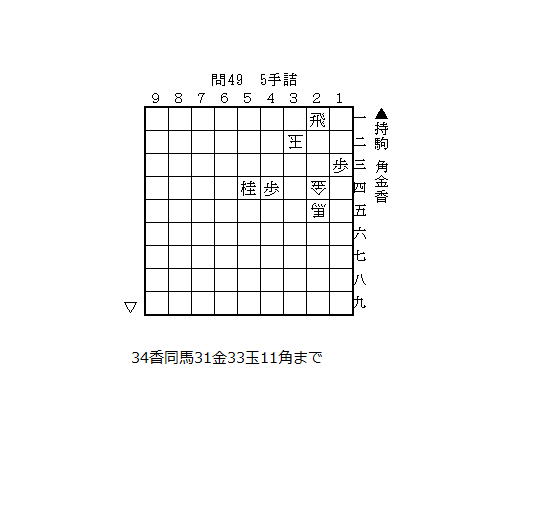 問49 5手詰
9 8 7 6 5 4 3 2 1
飛 一
王 二
歩 三
桂 歩 金 四
馬 五
六
七
八
九
▲持駒 角金香
▽
34香同馬31金33玉11角まで